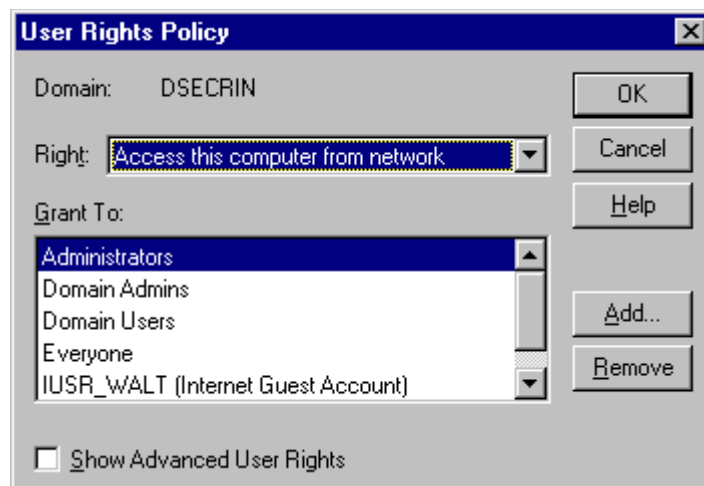 User Rights Policy
Domain: DSECRIN
OK
Right: Access this computer from network
Cancel
Grant To:
Help
Administrators
Domain Admins
Domain Users
Everyone
IUSR_WALT (Internet Guest Account)
Add...
Remove
Show Advanced User Rights